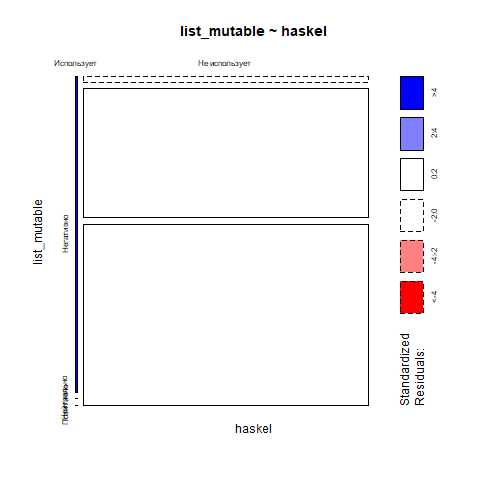 list_mutable ~ haskel
Использует
Не использует
list_mutable
Негативно
haskel
>4
2:4
0:2
-2:0
-4:-2
<-4
Standardized
Residuals: